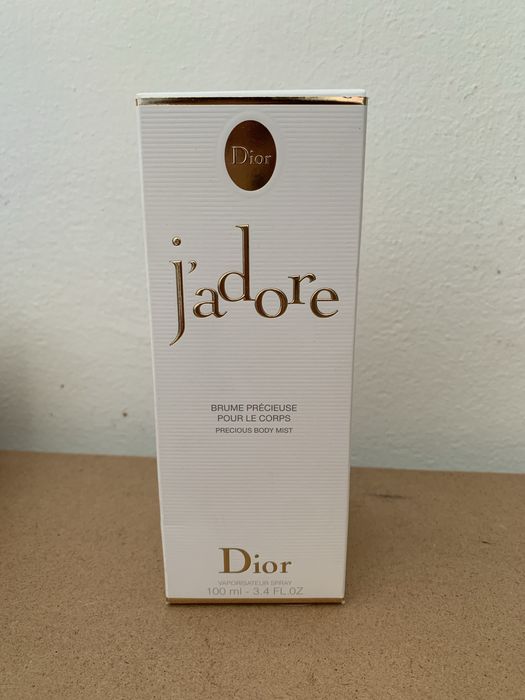 Dior
j'adore
BRUME PRÉCIEUSE
POUR LE CORPS
PRECIOUS BODY MIST
Dior
VAPORISATEUR SPRAY
100 ml - 3.4 FL.OZ